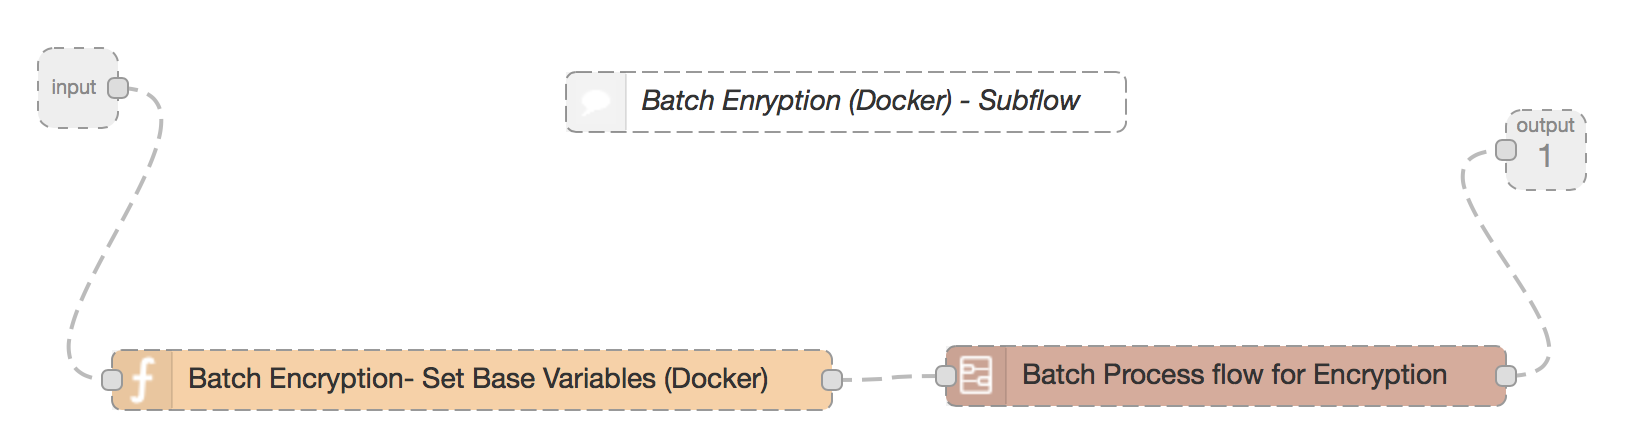 input
Batch Enryption (Docker) - Subflow
output
1
Batch Encryption- Set Base Variables (Docker)
Batch Process flow for Encryption